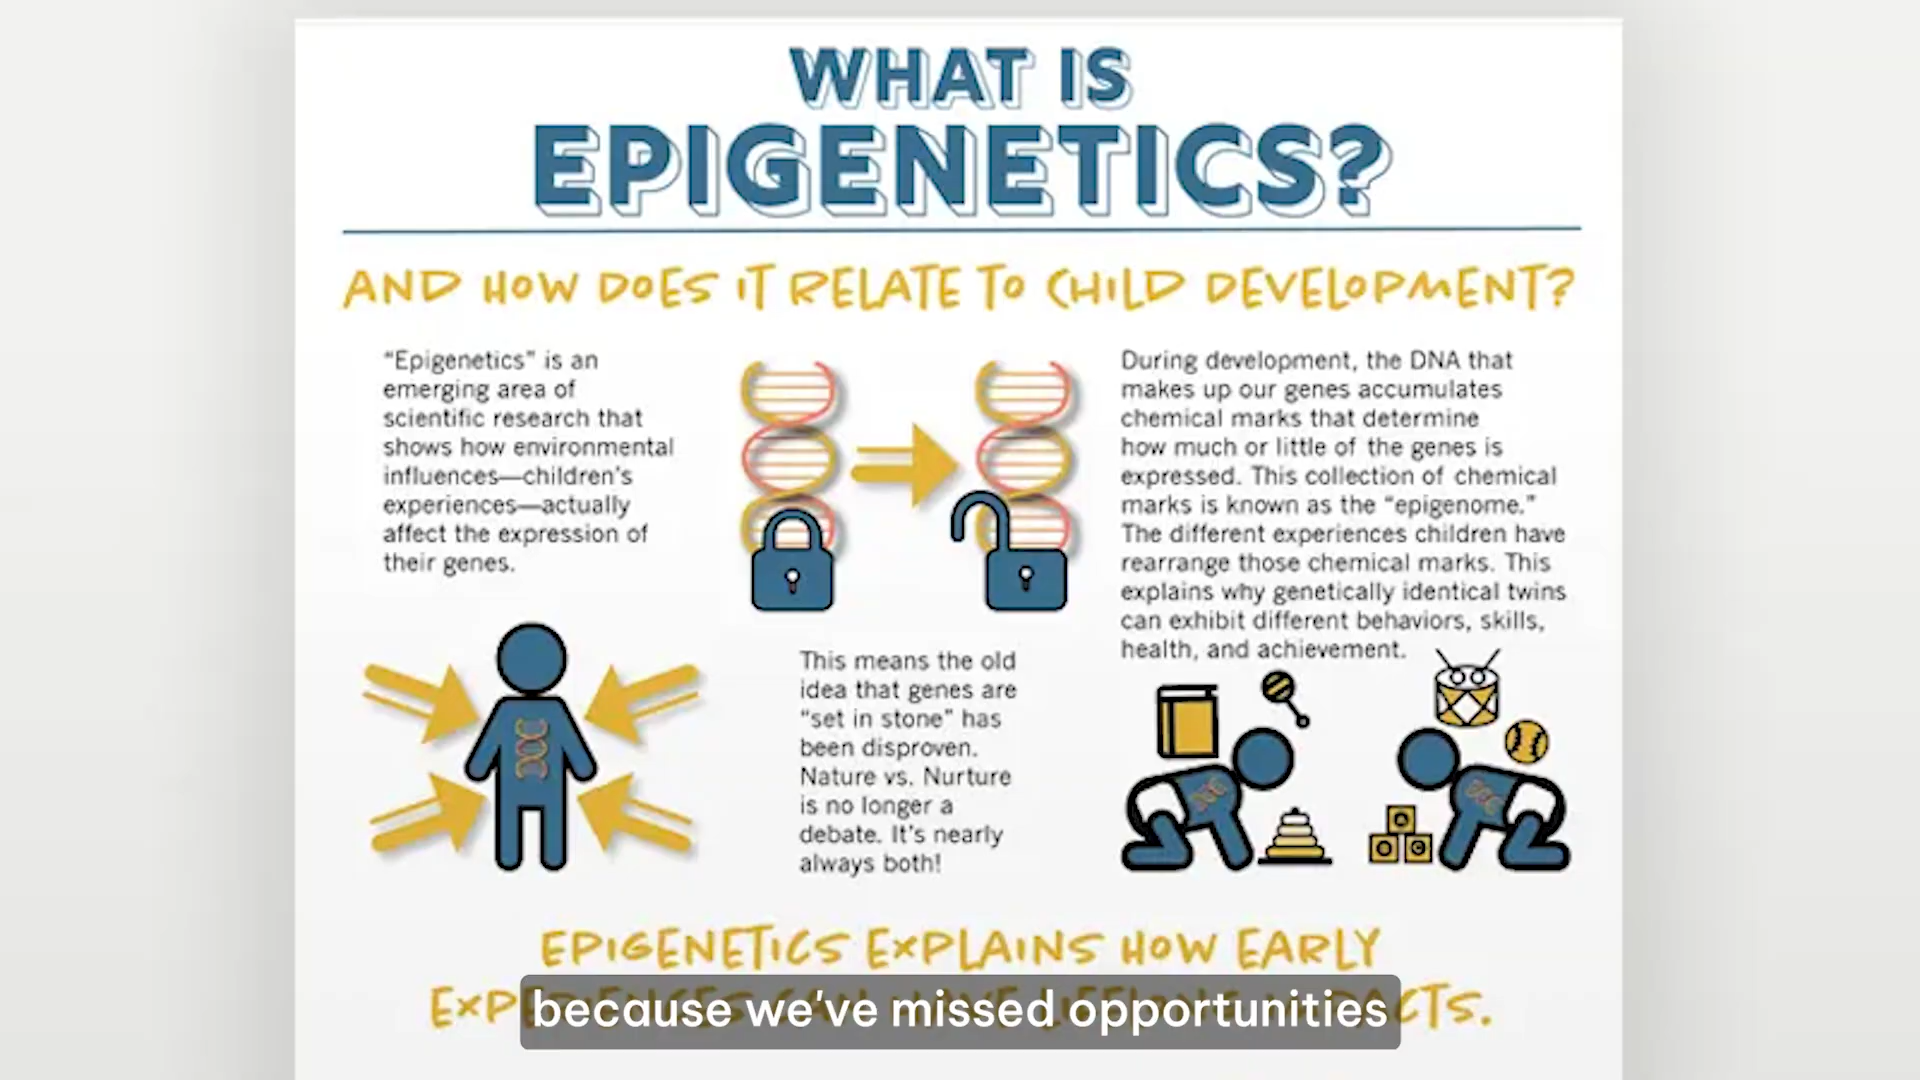 WHAT IS
EPIGENETICS?
AND HOW DOES IT RELATE TO CHILD DEVELOPMENT?
“Epigenetics” is an
emerging area of
scientific research that
shows how environmental
influences—children’s
experiences—actually
affect the expression of
their genes.
This means the old
idea that genes are
“set in stone” has
been disproven.
Nature vs. Nurture
is no longer a
debate. It’s nearly
always both!
During development, the DNA that
makes up our genes accumulates
chemical marks that determine
how much or little of the genes is
expressed. This collection of chemical
marks is known as the “epigenome.”
The different experiences children have
rearrange those chemical marks. This
explains why genetically identical twins
can exhibit different behaviors, skills,
health, and achievement.
EPIGENETICS EXPLAINS HOW EARLY
because we've missed opportunities